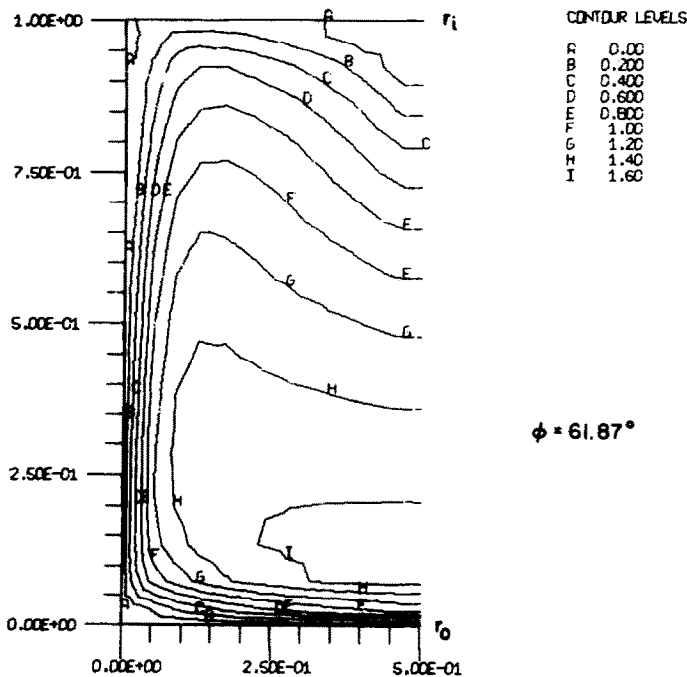 1.00E+00
r_i
CONTOUR LEVELS
A 0.00
B 0.200
C 0.400
D 0.600
E 0.800
F 1.00
G 1.20
H 1.40
I 1.60
B
C
D
7.50E-01
B D E
F
E
E
G
G
5.00E-01
C
H
φ = 61.87°
2.50E-01
H
I
F
G
H
0.00E+00
r_o
0.00E+00 2.50E-01 5.00E-01